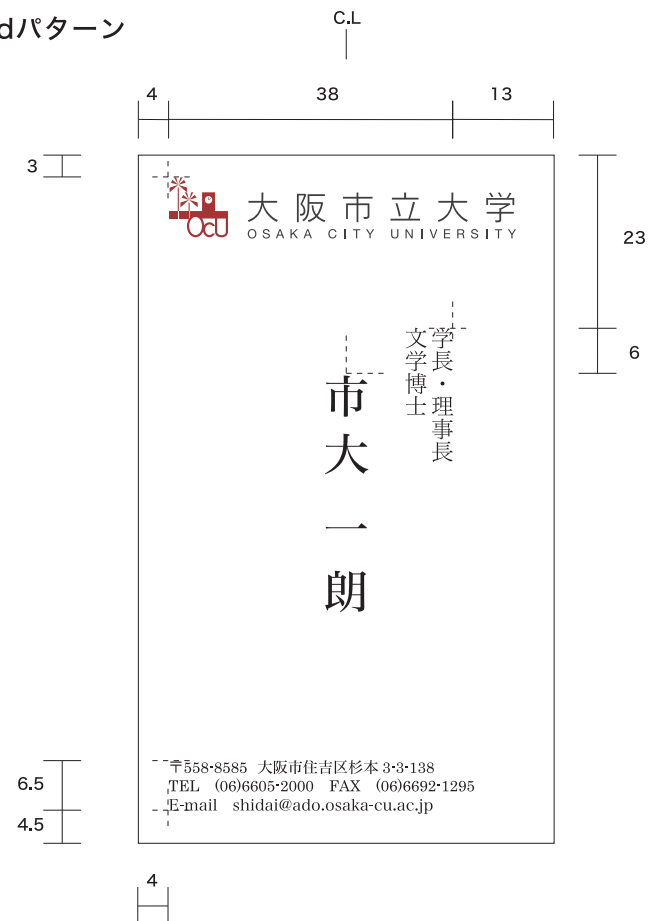 dパターン
C.L
4
38
13
3
23
6
OcU
大阪市立大学
OSAKA CITY UNIVERSITY
学長・理事長
文学博士
市大 一朗
〒558-8585 大阪市住吉区杉本 3-3-138
TEL (06)6605-2000 FAX (06)6692-1295
E-mail shidai@ado.osaka-cu.ac.jp
6.5
4.5
4